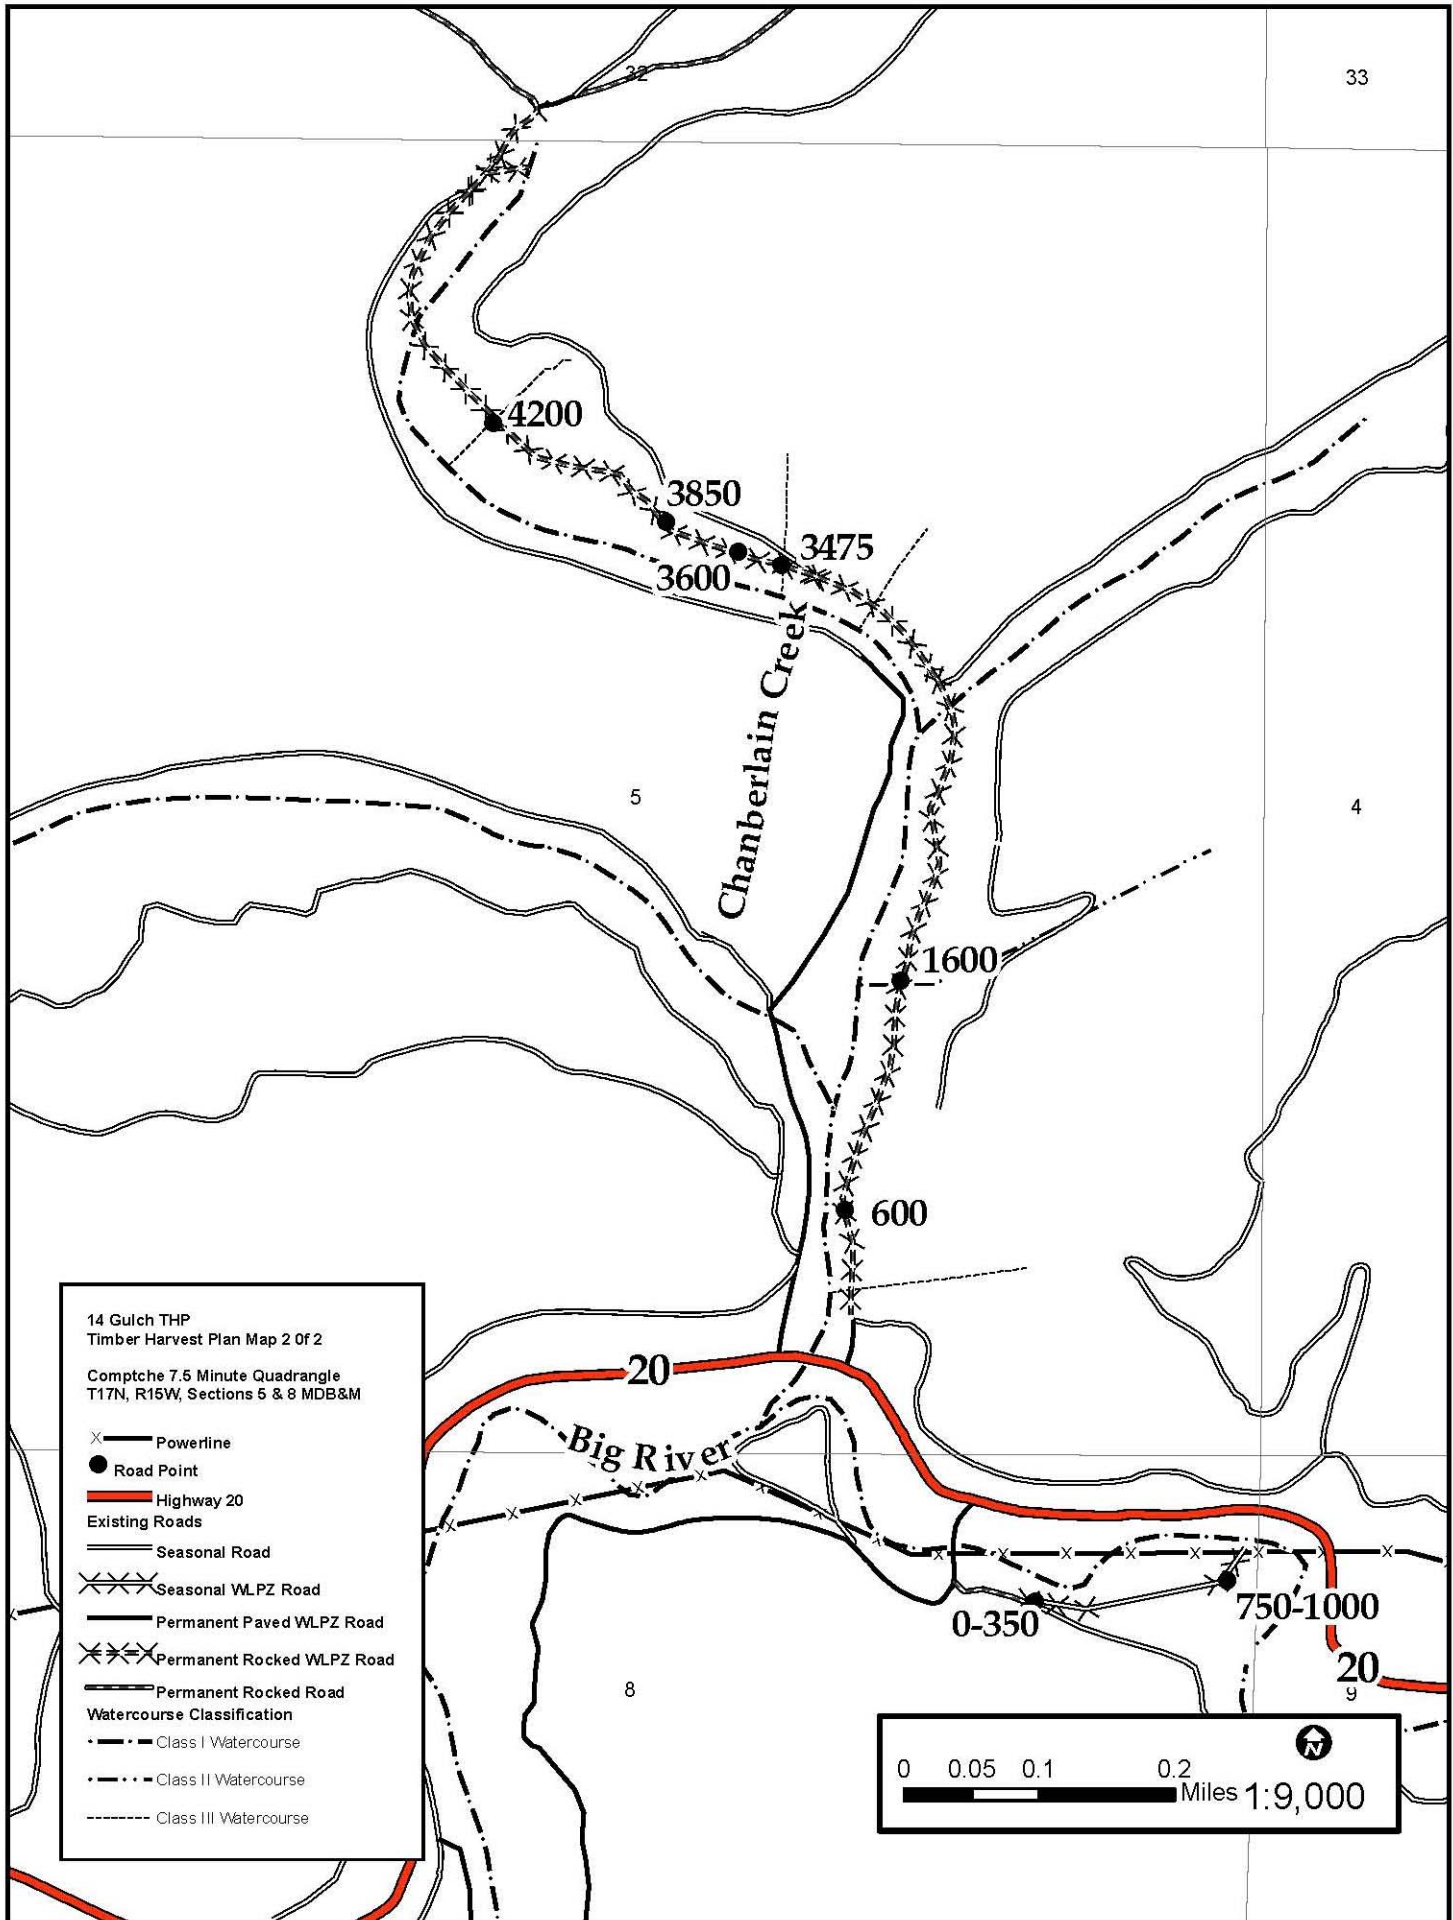 32
33
4200
3850
3475
3600
Chanberlain Creek
5
4
1600
600
20
Big River
0-350
750-1000
20
8
9
14 Gulch THP
Timber Harvest Plan Map 2 0f 2
Comptche 7.5 Minute Quadrangle
T17N, R15W, Sections 5 & 8 MDB&M
Powerline
Road Point
Highway 20
Existing Roads
Seasonal Road
Seasonal WLPZ Road
Permanent Paved WLPZ Road
Permanent Rocked WLPZ Road
Permanent Rocked Road
Watercourse Classification
Class I Watercourse
Class II Watercourse
Class III Watercourse
N
0 0.05 0.1 0.2
Miles 1:9,000